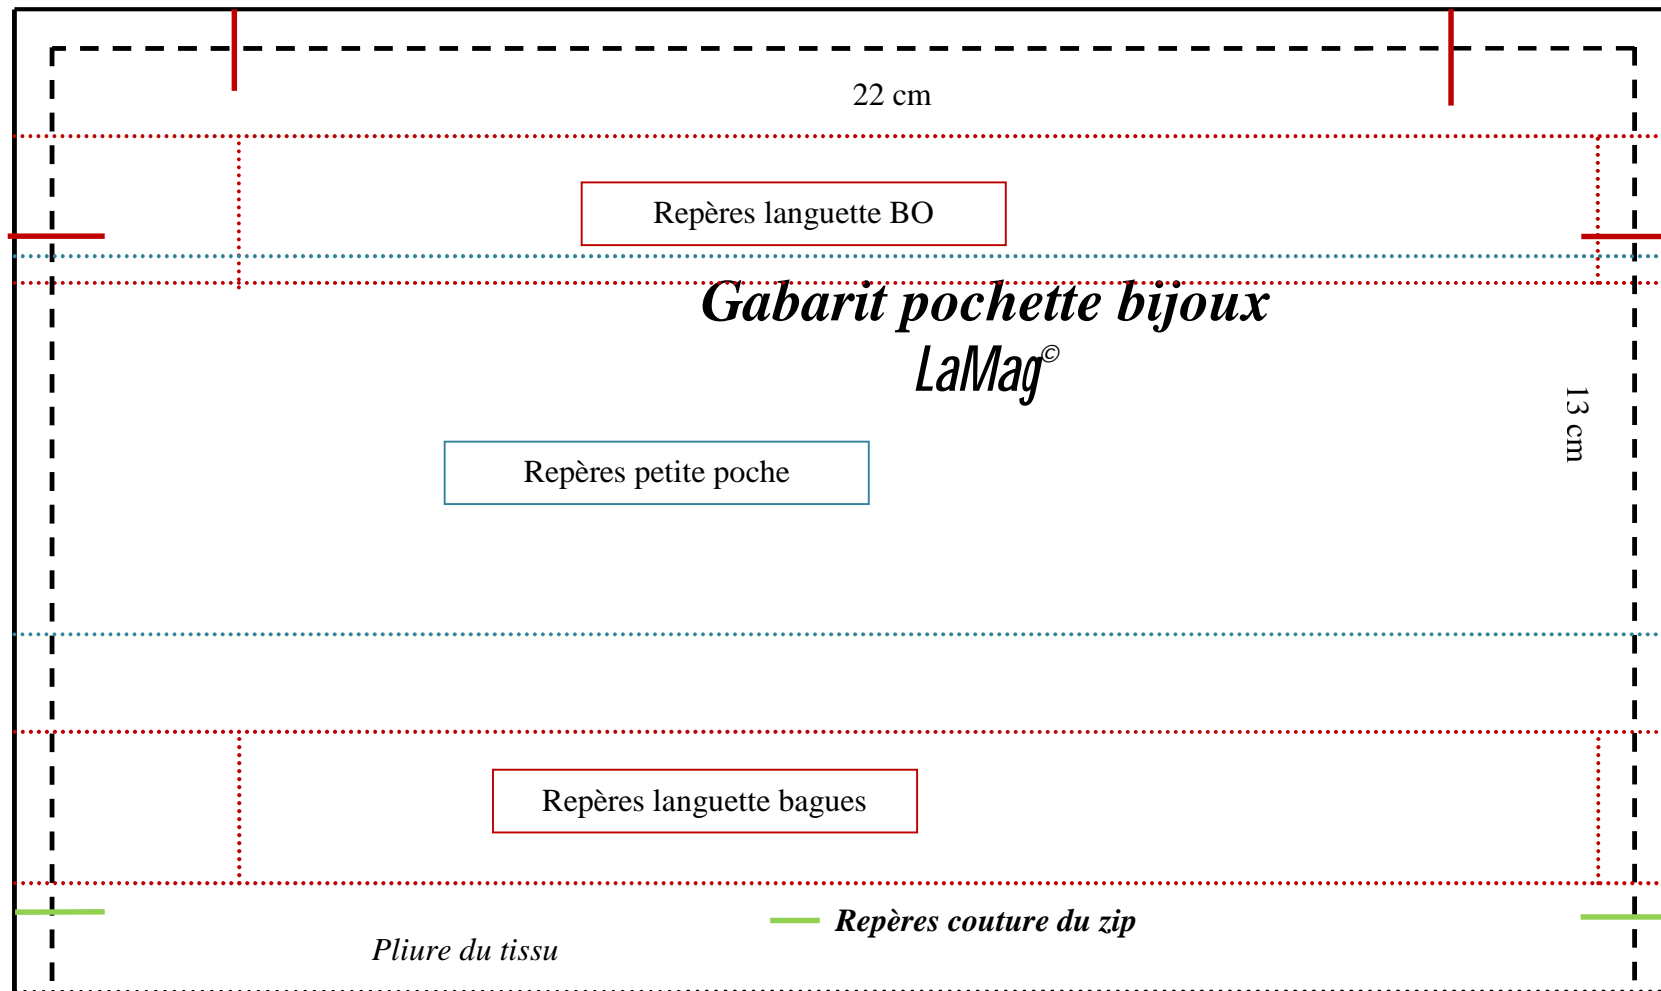 22 cm
Repères languette BO
Gabarit pochette bijoux
LaMag©
13 cm
Repères petite poche
Repères languette bagues
Repères couture du zip
Pliure du tissu